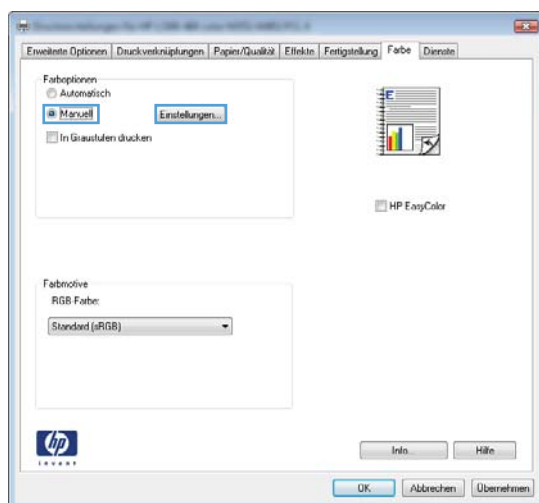 Erweiterte Optionen Druckverknüpfungen Papier/Qualität Effekte Fertigstellung Farbe Dienste
Farboptionen
Automatisch
Manuell Einstellungen...
In Graustufen drucken
E
HP EasyColor
Farbmotive
RGB-Farbe:
Standard (sRGB)
hp
invent
Info... Hilfe
OK Abbrechen Übernehmen